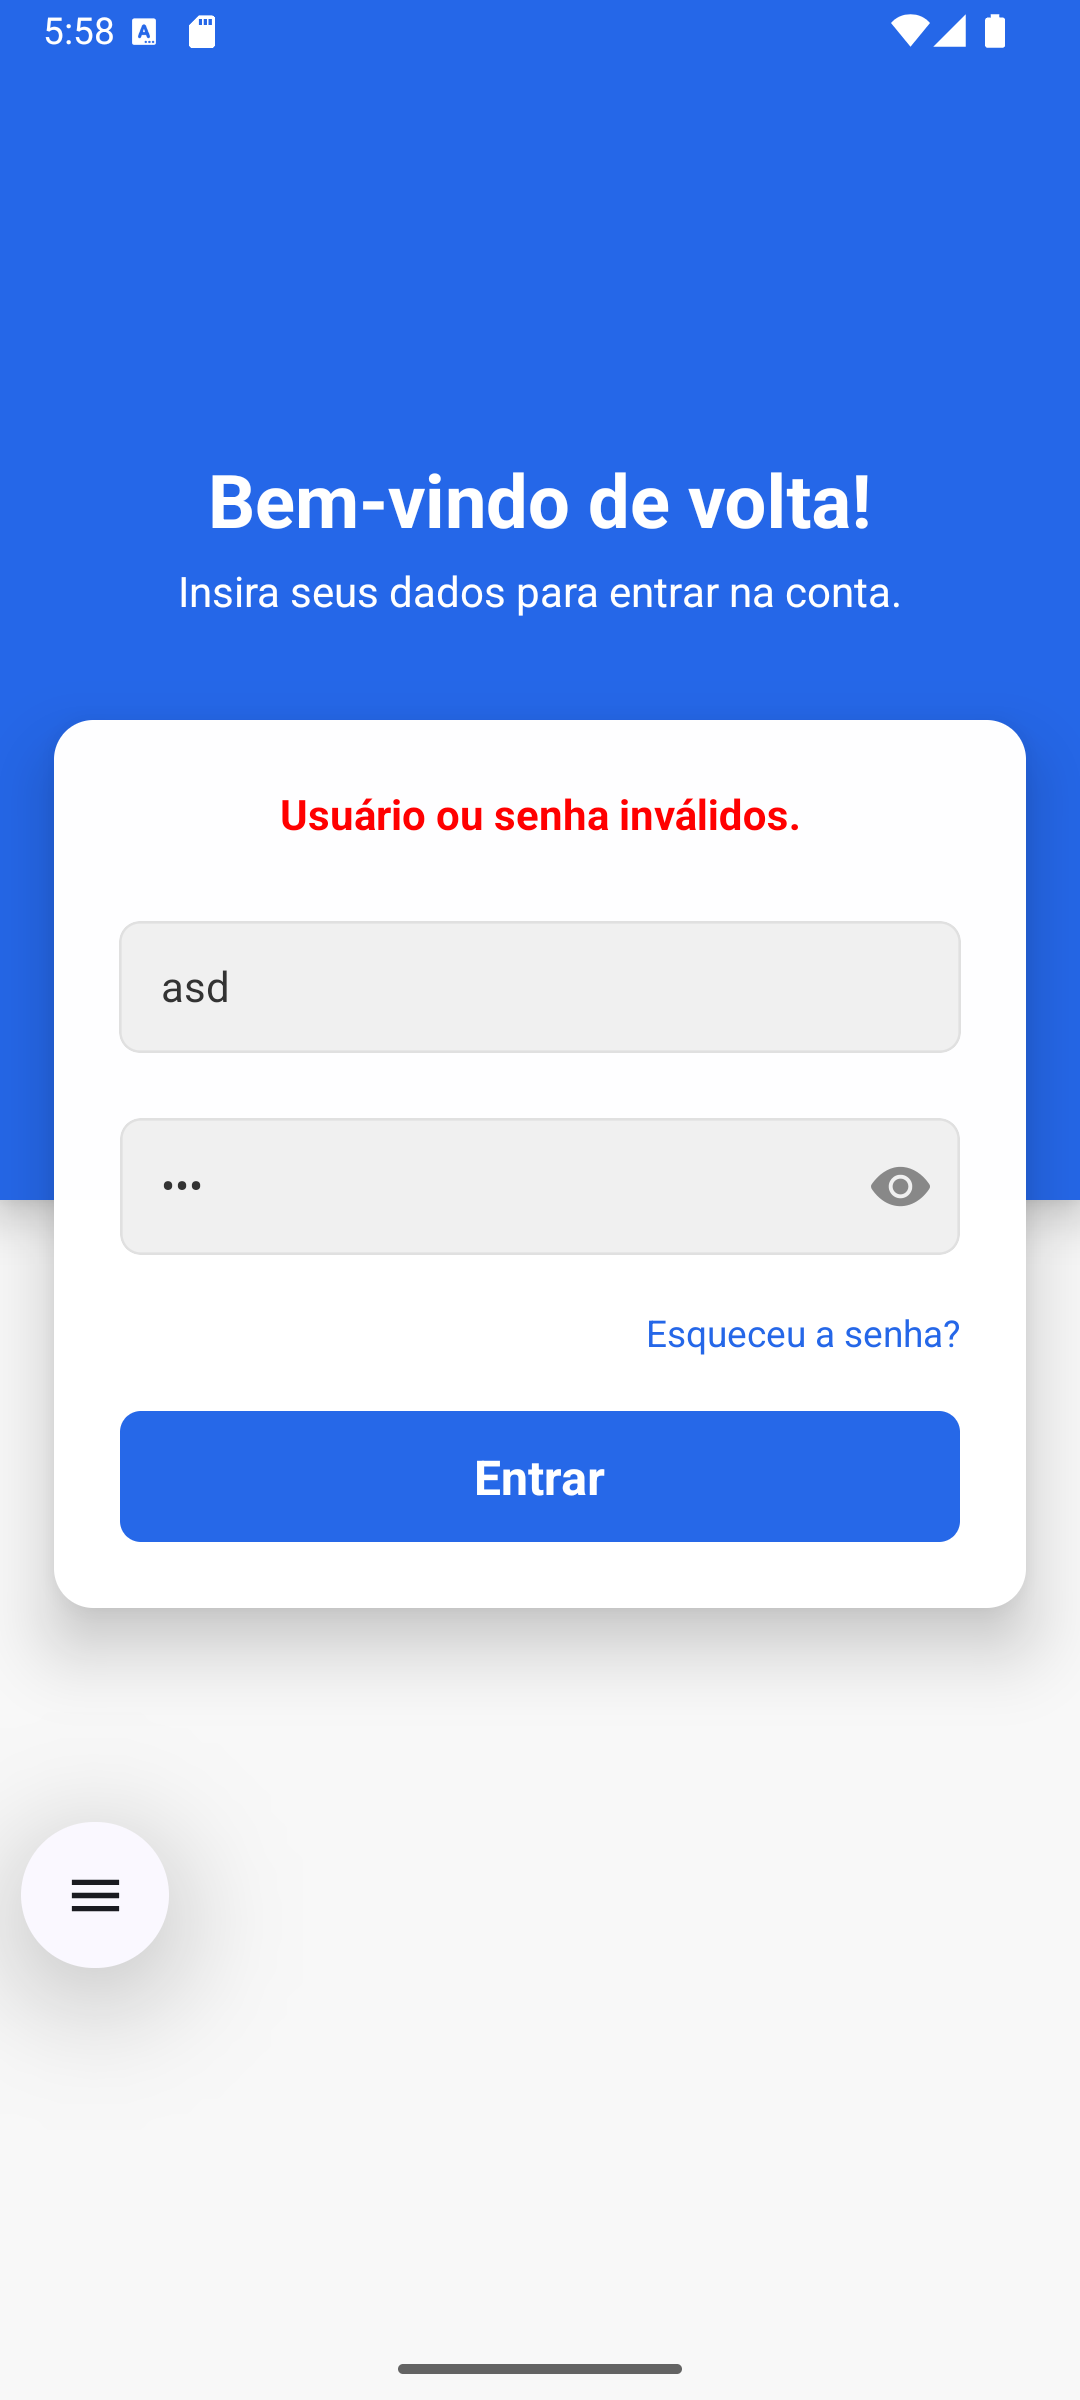 5:58
Bem-vindo de volta!
Insira seus dados para entrar na conta.
Usuário ou senha inválidos.
asd
•••
Esqueceu a senha?
Entrar